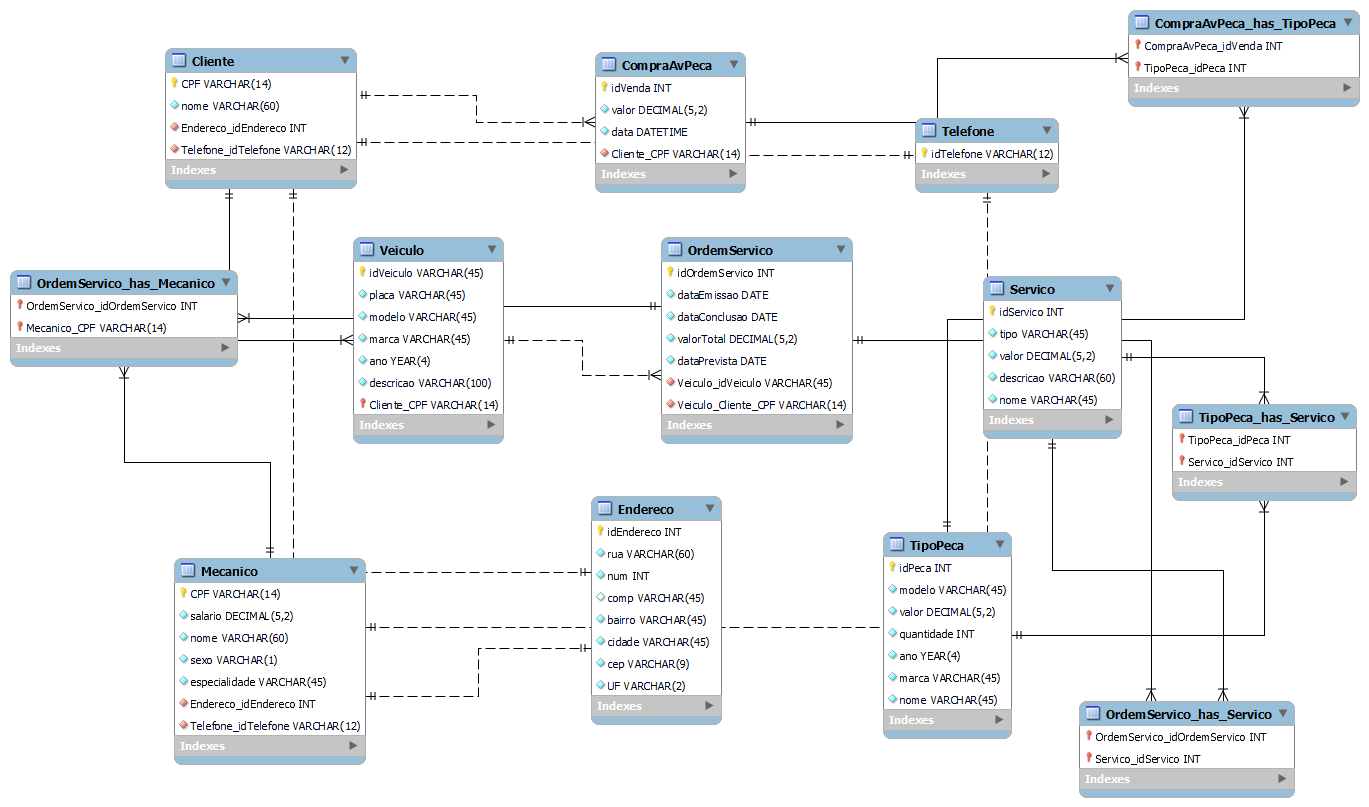 CompraAvPeca_has_TipoPeca
CompraAvPeca_idVenda INT
TipoPeca_idPeca INT
Indexes
Cliente
CPF VARCHAR(14)
nome VARCHAR(60)
Endereco_idEndereco INT
Telefone_idTelefone VARCHAR(12)
Indexes
CompraAvPeca
idVenda INT
valor DECIMAL(5,2)
data DATETIME
Cliente_CPF VARCHAR(14)
Indexes
Telefone
idTelefone VARCHAR(12)
Indexes
OrdemServico_has_Mecanico
OrdemServico_idOrdemServico INT
Mecanico_CPF VARCHAR(14)
Indexes
Veiculo
idVeiculo VARCHAR(45)
placa VARCHAR(45)
modelo VARCHAR(45)
marca VARCHAR(45)
ano YEAR(4)
descricao VARCHAR(100)
Cliente_CPF VARCHAR(14)
Indexes
OrdemServico
idOrdemServico INT
dataEmissao DATE
dataConclusao DATE
valorTotal DECIMAL(5,2)
dataPrevista DATE
Veiculo_idVeiculo VARCHAR(45)
Veiculo_Cliente_CPF VARCHAR(14)
Indexes
Servico
idServico INT
tipo VARCHAR(45)
valor DECIMAL(5,2)
descricao VARCHAR(60)
nome VARCHAR(45)
Indexes
TipoPeca_has_Servico
TipoPeca_idPeca INT
Servico_idServico INT
Indexes
Mecanico
CPF VARCHAR(14)
salario DECIMAL(5,2)
nome VARCHAR(60)
sexo VARCHAR(1)
especialidade VARCHAR(45)
Endereco_idEndereco INT
Telefone_idTelefone VARCHAR(12)
Indexes
Endereco
idEndereco INT
rua VARCHAR(60)
num INT
comp VARCHAR(45)
bairro VARCHAR(45)
cidade VARCHAR(45)
cep VARCHAR(9)
UF VARCHAR(2)
Indexes
TipoPeca
idPeca INT
modelo VARCHAR(45)
valor DECIMAL(5,2)
quantidade INT
ano YEAR(4)
marca VARCHAR(45)
nome VARCHAR(45)
Indexes
OrdemServico_has_Servico
OrdemServico_idOrdemServico INT
Servico_idServico INT
Indexes